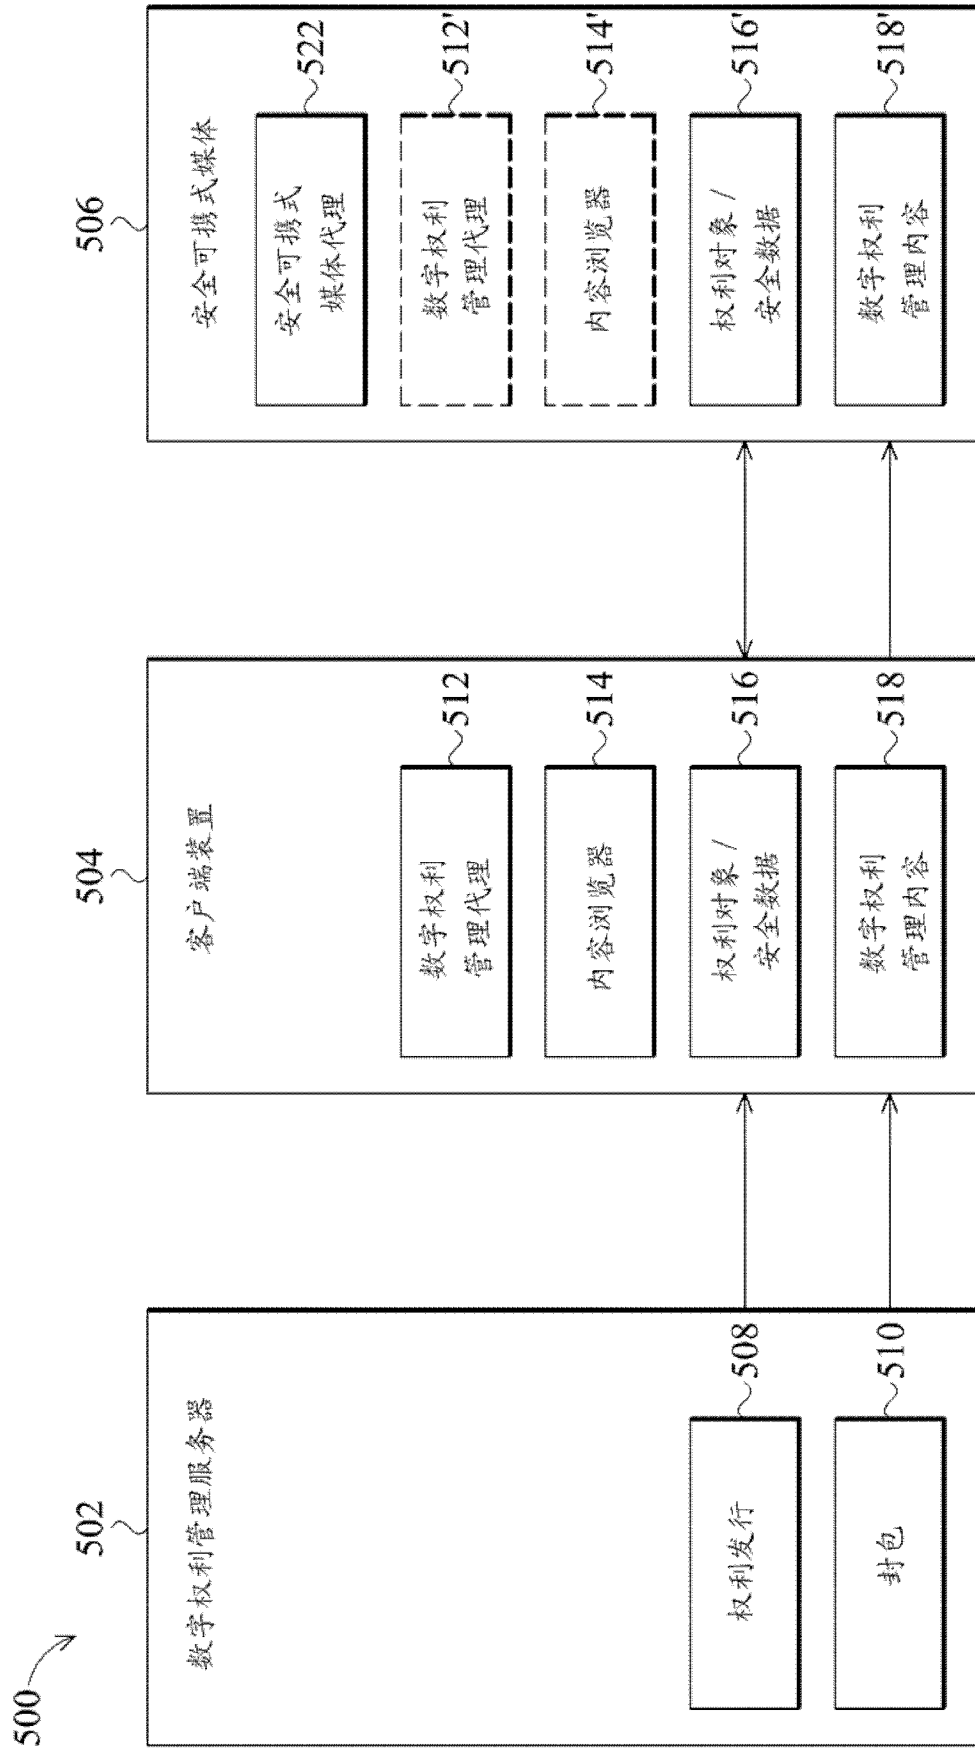 500
502
数字权利管理服务器
权利发行
508
封包
510
504
客户端装置
数字权利
管理代理
512
内容浏览器
514
权利对象 /
安全数据
516
数字权利
管理内容
518
506
安全可携式媒体
安全可携式
媒体代理
522
数字权利
管理代理
512'
内容浏览器
514'
权利对象 /
安全数据
516'
数字权利
管理内容
518'